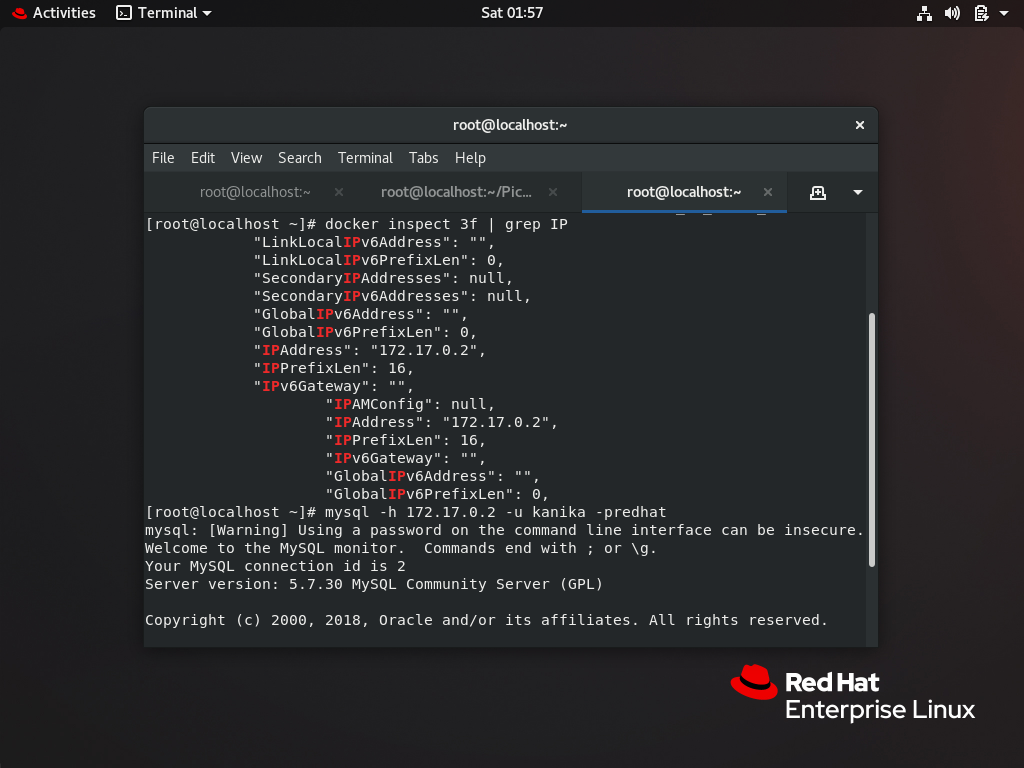 Activities Terminal Sat 01:57
root@localhost:~
File Edit View Search Terminal Tabs Help
root@localhost:~ root@localhost:~/Pic... root@localhost:~
[root@localhost ~]# docker inspect 3f | grep IP
"LinkLocalIPv6Address": "",
"LinkLocalIPv6PrefixLen": 0,
"SecondaryIPAddresses": null,
"SecondaryIPv6Addresses": null,
"GlobalIPv6Address": "",
"GlobalIPv6PrefixLen": 0,
"IPAddress": "172.17.0.2",
"IPPrefixLen": 16,
"IPv6Gateway": "",
"IPAMConfig": null,
"IPAddress": "172.17.0.2",
"IPPrefixLen": 16,
"IPv6Gateway": "",
"GlobalIPv6Address": "",
"GlobalIPv6PrefixLen": 0,
[root@localhost ~]# mysql -h 172.17.0.2 -u kanika -predhat
mysql: [Warning] Using a password on the command line interface can be insecure.
Welcome to the MySQL monitor.  Commands end with ; or \g.
Your MySQL connection id is 2
Server version: 5.7.30 MySQL Community Server (GPL)
Copyright (c) 2000, 2018, Oracle and/or its affiliates. All rights reserved.
Red Hat
Enterprise Linux